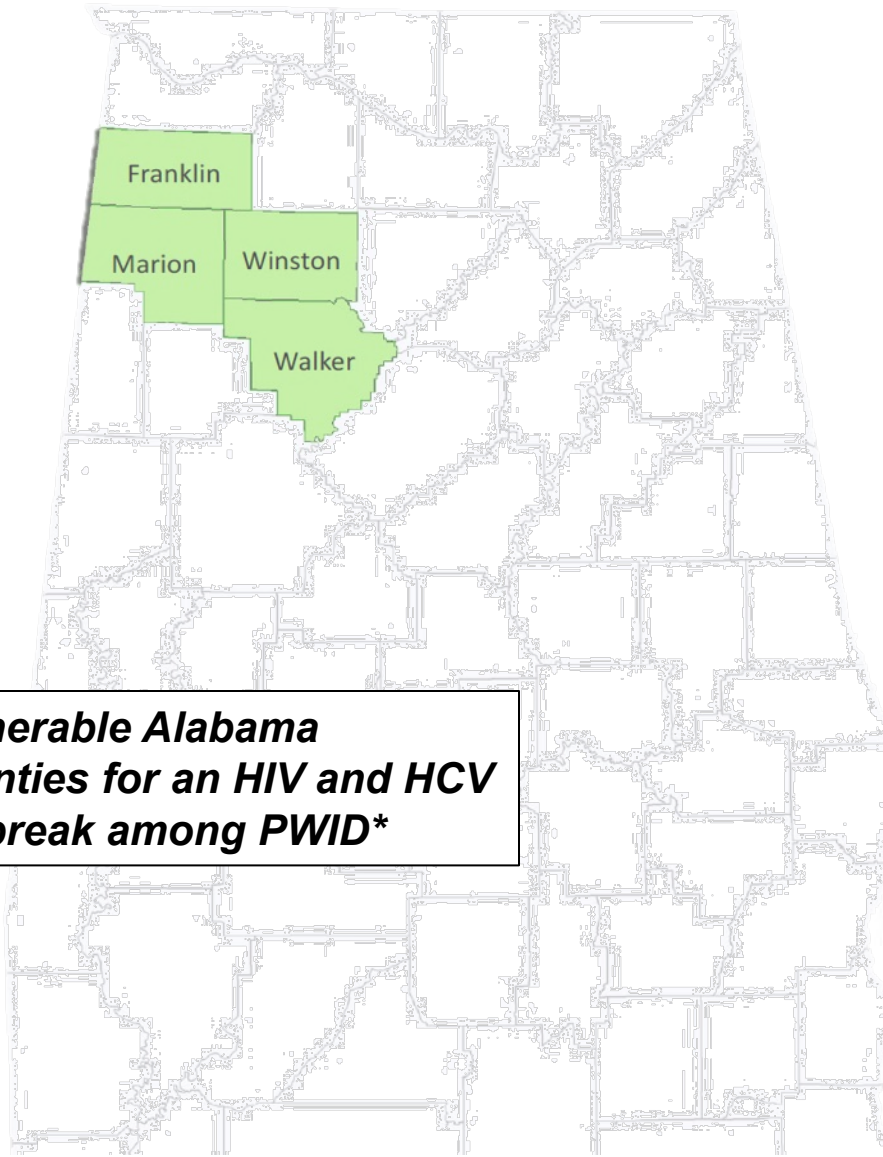 Franklin
Marion
Winston
Walker
nerable Alabama
nties for an HIV and HCV
break among PWID*